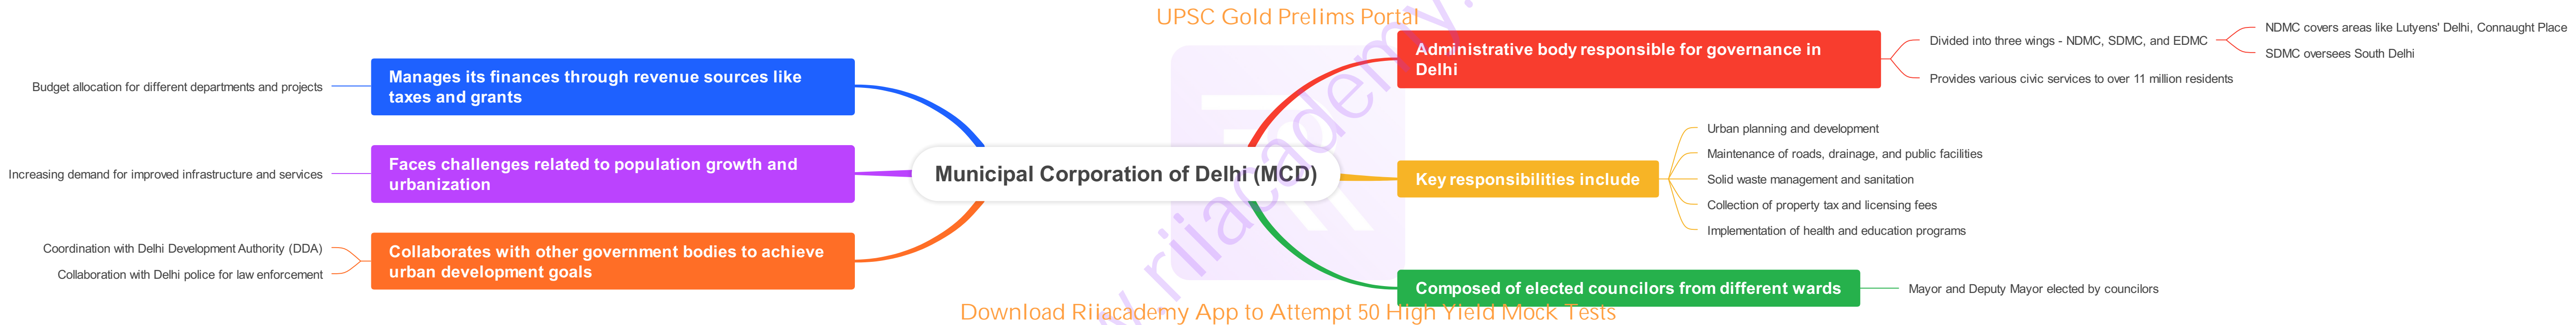 UPSC Gold Prelims Portal
Municipal Corporation of Delhi (MCD)
Administrative body responsible for governance in
Delhi
Divided into three wings - NDMC, SDMC, and EDMC
NDMC covers areas like Lutyens' Delhi, Connaught Place
SDMC oversees South Delhi
Provides various civic services to over 11 million residents
Key responsibilities include
Urban planning and development
Maintenance of roads, drainage, and public facilities
Solid waste management and sanitation
Collection of property tax and licensing fees
Implementation of health and education programs
Composed of elected councilors from different wards
Mayor and Deputy Mayor elected by councilors
Manages its finances through revenue sources like
taxes and grants
Budget allocation for different departments and projects
Faces challenges related to population growth and
urbanization
Increasing demand for improved infrastructure and services
Collaborates with other government bodies to achieve
urban development goals
Coordination with Delhi Development Authority (DDA)
Collaboration with Delhi police for law enforcement
Download Riiacademy App to Attempt 50 High Yield Mock Tests